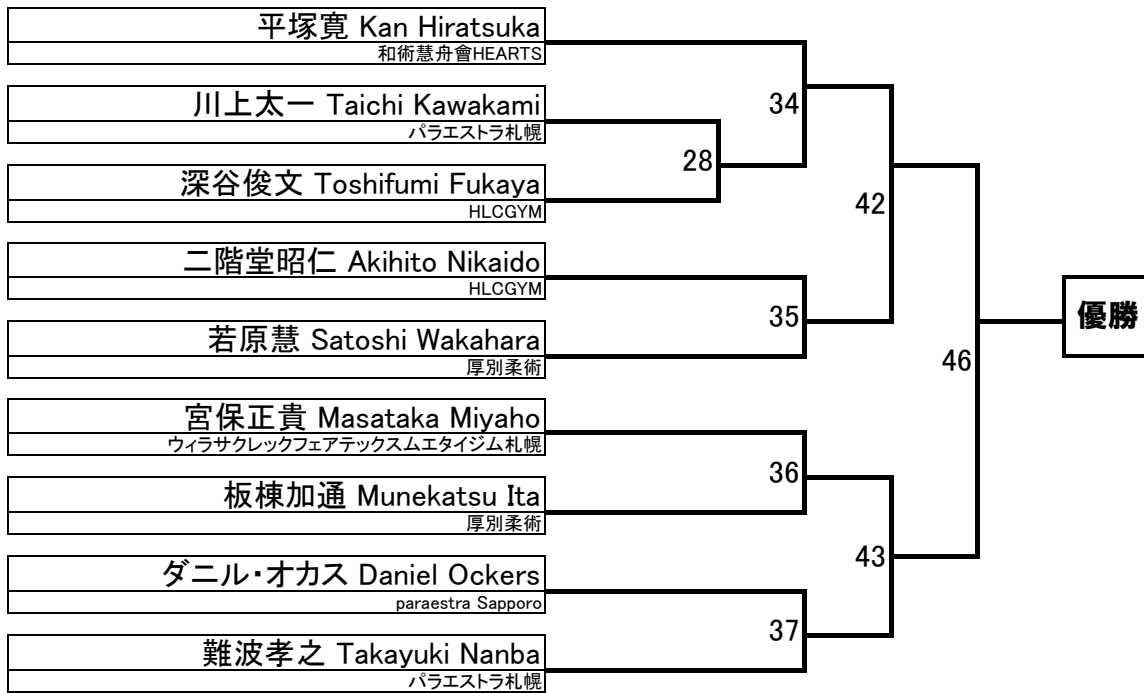 平塚寛 Kan Hiratsuka
和術慧舟會HEARTS
川上太一 Taichi Kawakami
パラエストラ札幌
深谷俊文 Toshifumi Fukaya
HLCGYM
二階堂昭仁 Akihito Nikaido
HLCGYM
若原慧 Satoshi Wakahara
厚別柔術
宮保正貴 Masataka Miyaho
ウィラサクレックフェアテックスムエタイジム札幌
板棟加通 Munekatsu Ita
厚別柔術
ダニル・オカス Daniel Ockers
paraestra Sapporo
難波孝之 Takayuki Nanba
パラエストラ札幌
28
34
35
36
37
42
43
46
優勝